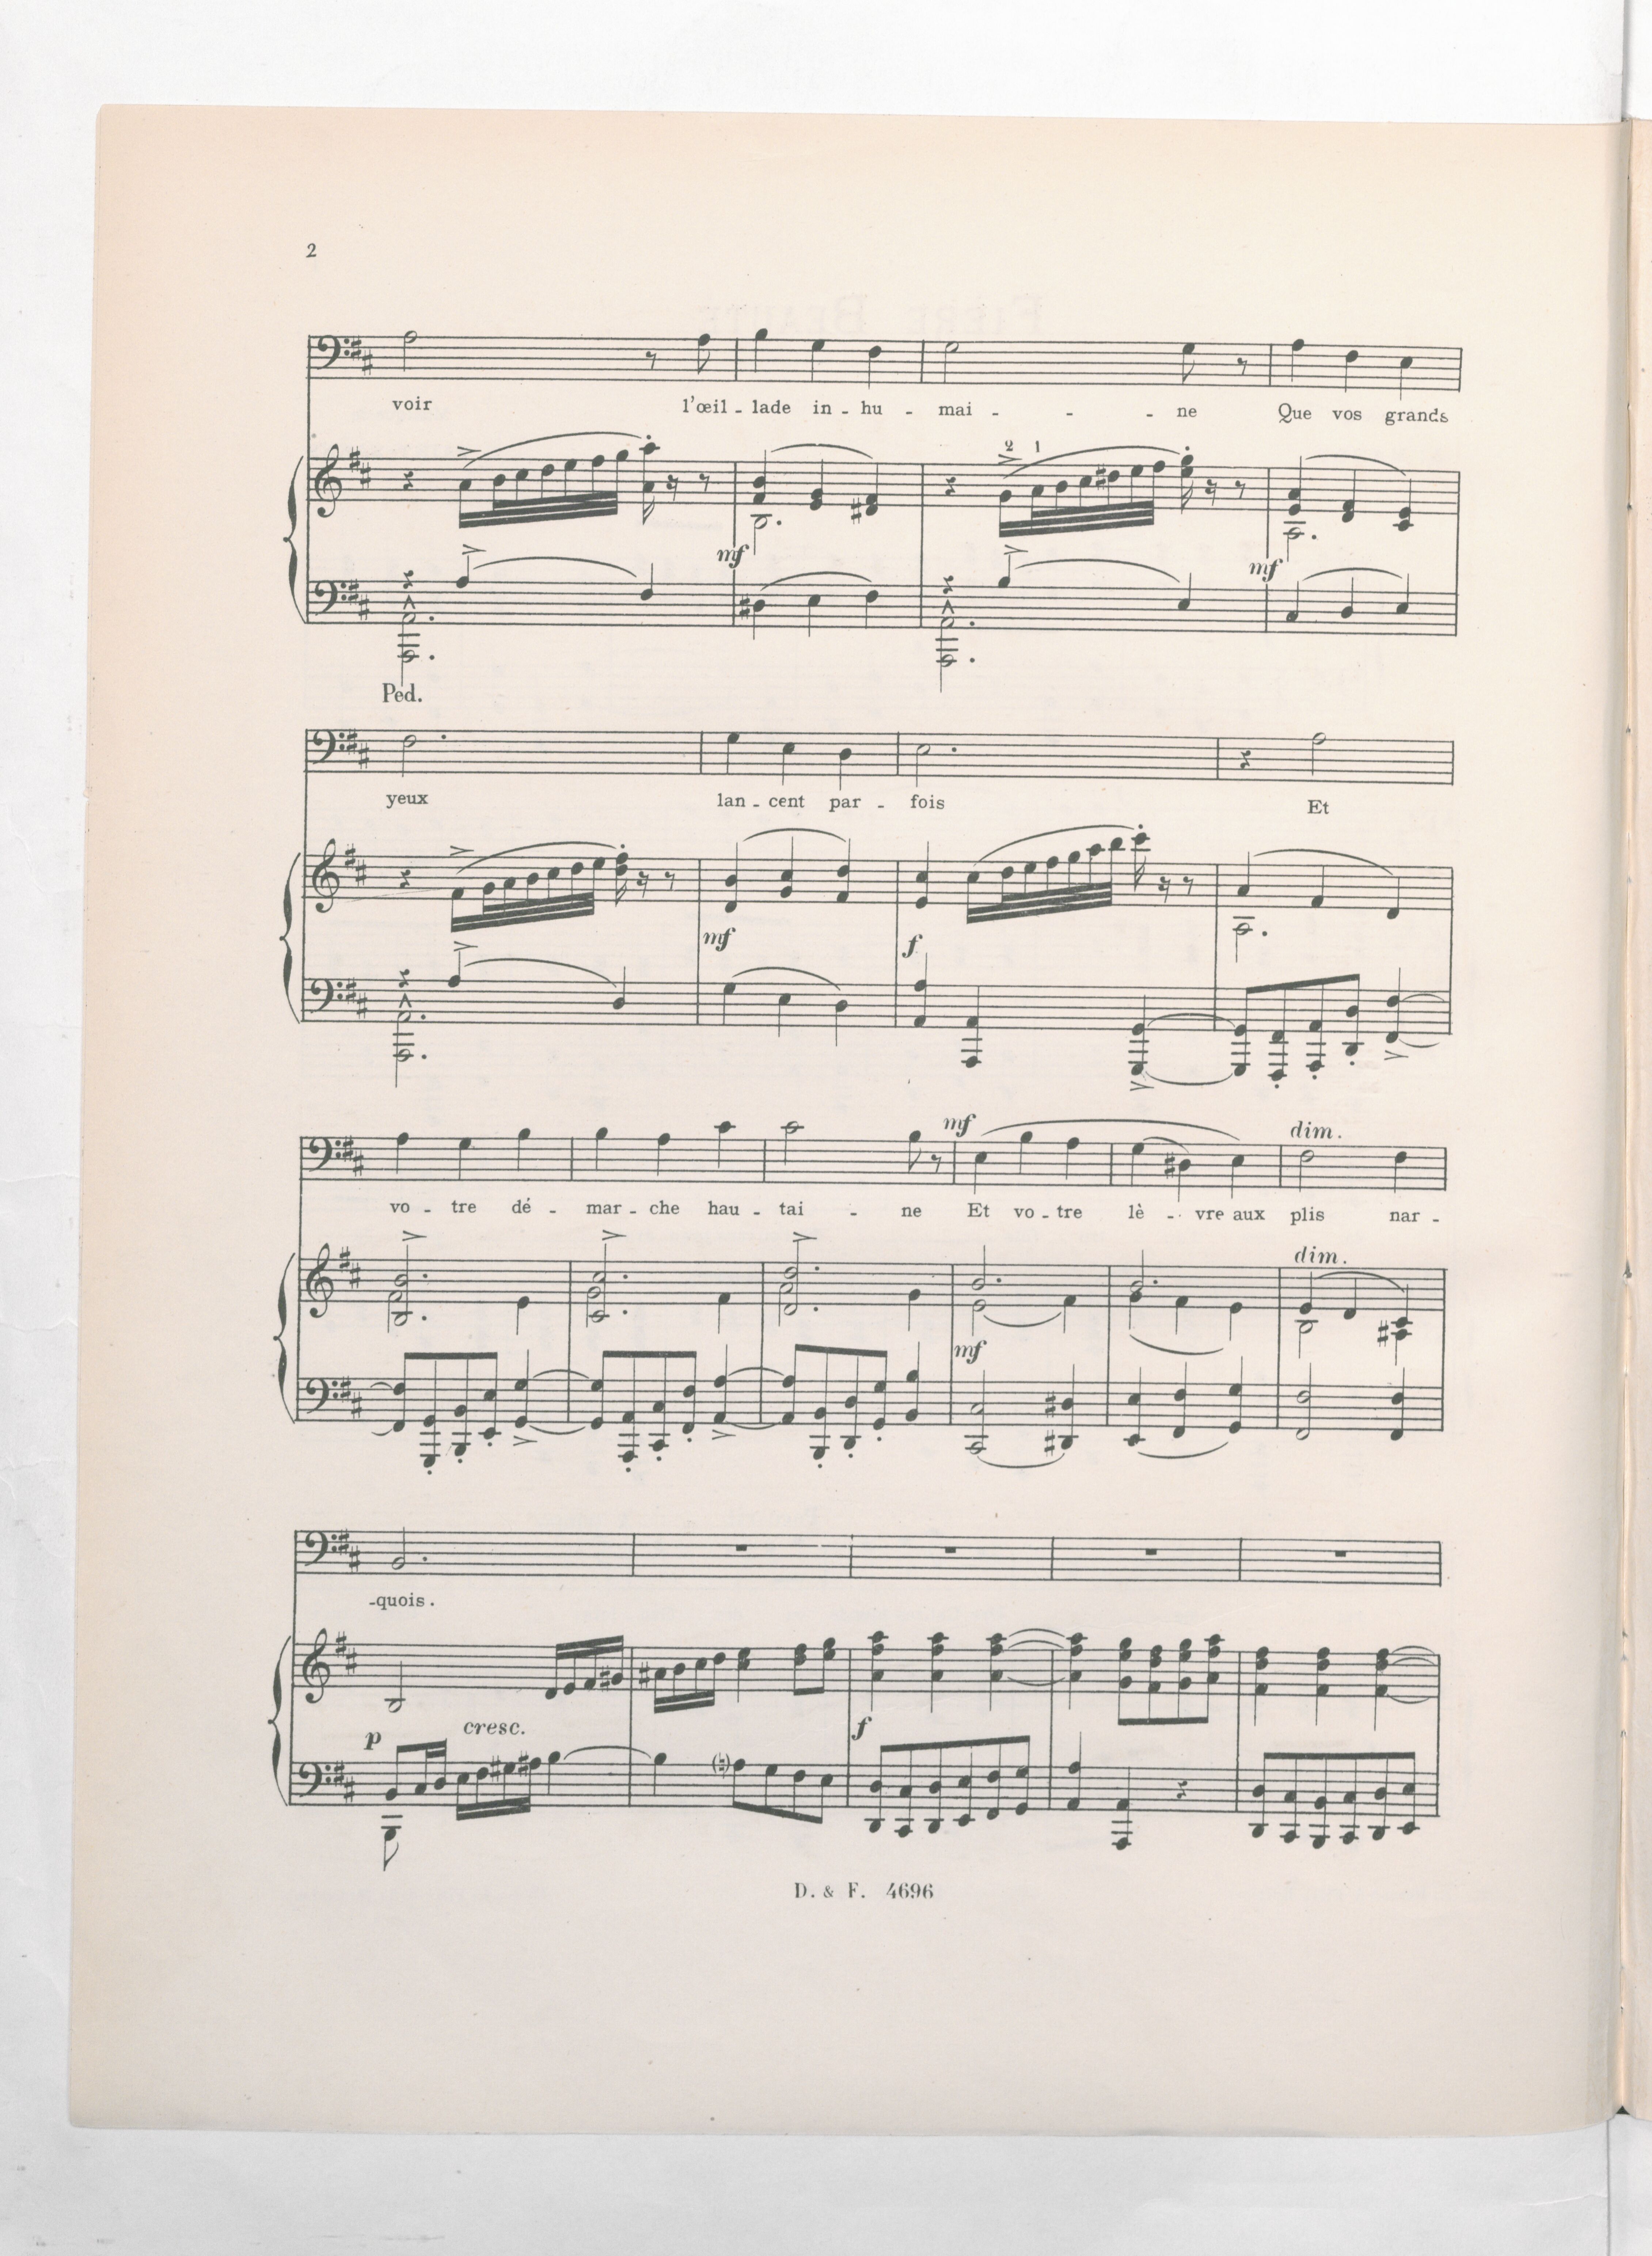 2
voir l'œil - lade in - hu - mai - - - ne Que vos grands
2 1
mf mf
Ped.
yeux lan - cent par - fois Et
mf f
mf dim.
vo - tre dé - mar - che hau - tai - ne Et vo - tre lè - vre aux plis nar -
dim.
mf
-quois.
p cresc. f
D. & F. 4696